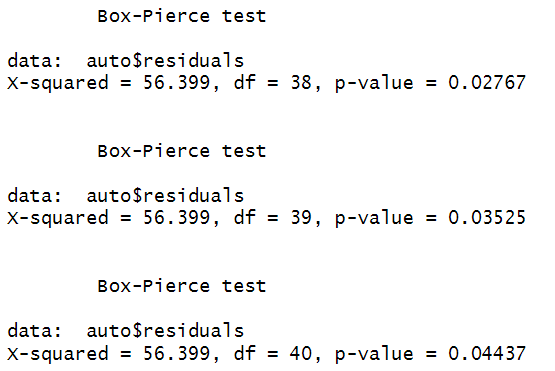 Box-Pierce test
data:  auto$residuals
X-squared = 56.399, df = 38, p-value = 0.02767
Box-Pierce test
data:  auto$residuals
X-squared = 56.399, df = 39, p-value = 0.03525
Box-Pierce test
data:  auto$residuals
X-squared = 56.399, df = 40, p-value = 0.04437